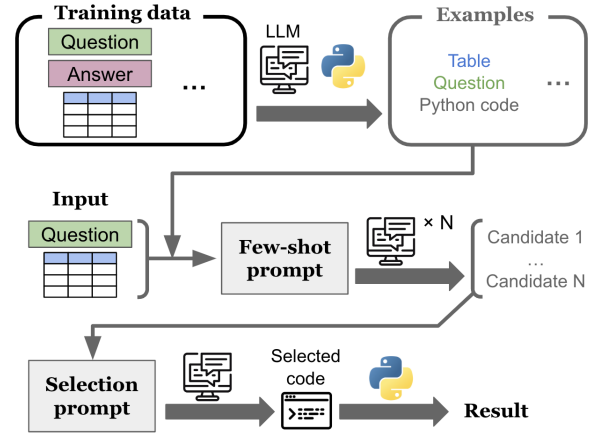 Training data
Question
Answer
...
LLM
Examples
Table
Question
Python code
...
Input
Question
Few-shot
prompt
× N
Candidate 1
...
Candidate N
Selection
prompt
Selected
code
Result